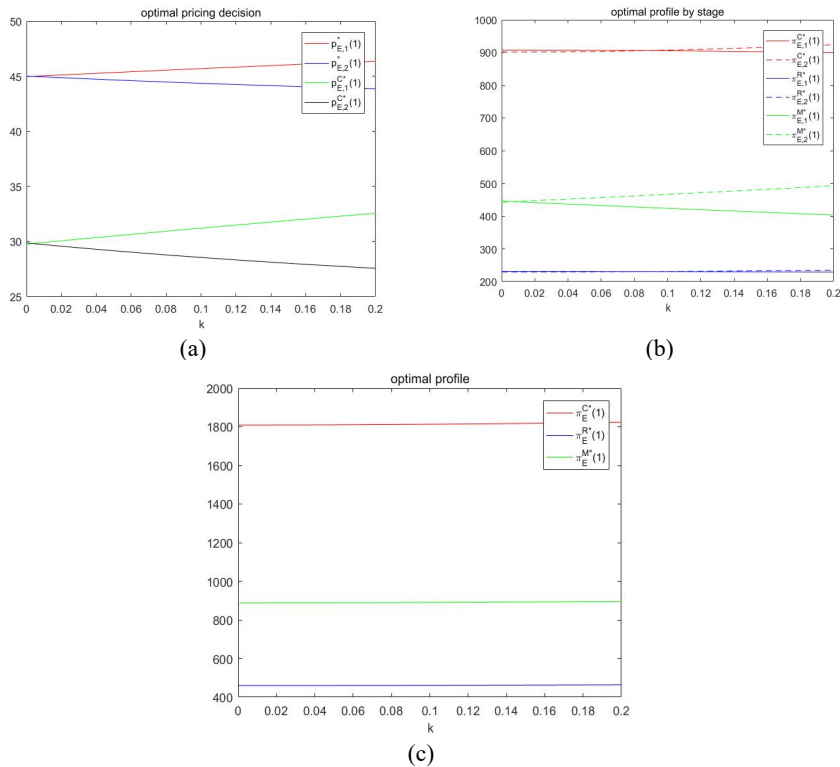 optimal pricing decision
50
45
40
35
30
25
p*E,1(1)
p*E,2(1)
pC*E,1(1)
pC*E,2(1)
0 0.02 0.04 0.06 0.08 0.1 0.12 0.14 0.16 0.18 0.2
k
(a)
optimal profile by stage
1000
900
800
700
600
500
400
300
200
πC*E,1(1)
πC*E,2(1)
πR*E,1(1)
πR*E,2(1)
πM*E,1(1)
πM*E,2(1)
0 0.02 0.04 0.06 0.08 0.1 0.12 0.14 0.16 0.18 0.2
k
(b)
optimal profile
2000
1800
1600
1400
1200
1000
800
600
400
πC*E(1)
πR*E(1)
πM*E(1)
0 0.02 0.04 0.06 0.08 0.1 0.12 0.14 0.16 0.18 0.2
k
(c)